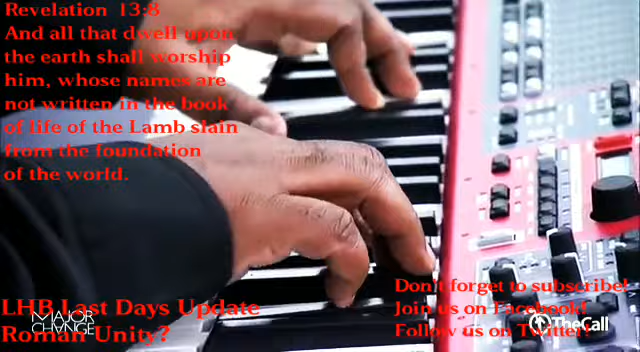 Revelation 13:8
And all that dwell upon
the earth shall worship
him, whose names are
not written in the book
of life of the Lamb slain
from the foundation
of the world.
LHB Last Days Update
Roman Unity?
MAJOR
CHANGE
Don't forget to subscribe!
Join us on Facebook!
Follow us on Twitter!
TheCall